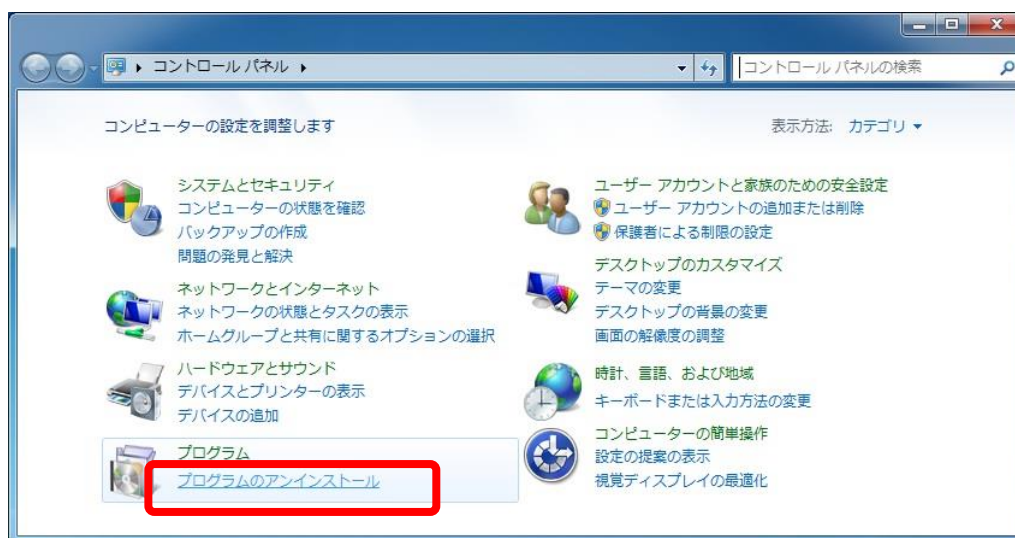 コントロール パネル
コントロール パネルの検索
コンピューターの設定を調整します
表示方法: カテゴリ
システムとセキュリティ
コンピューターの状態を確認
バックアップの作成
問題の発見と解決
ネットワークとインターネット
ネットワークの状態とタスクの表示
ホームグループと共有に関するオプションの選択
ハードウェアとサウンド
デバイスとプリンターの表示
デバイスの追加
プログラム
プログラムのアンインストール
ユーザー アカウントと家族のための安全設定
ユーザー アカウントの追加または削除
保護者による制限の設定
デスクトップのカスタマイズ
テーマの変更
デスクトップの背景の変更
画面の解像度の調整
時計、言語、および地域
キーボードまたは入力方法の変更
コンピューターの簡単操作
設定の提案の表示
視覚ディスプレイの最適化